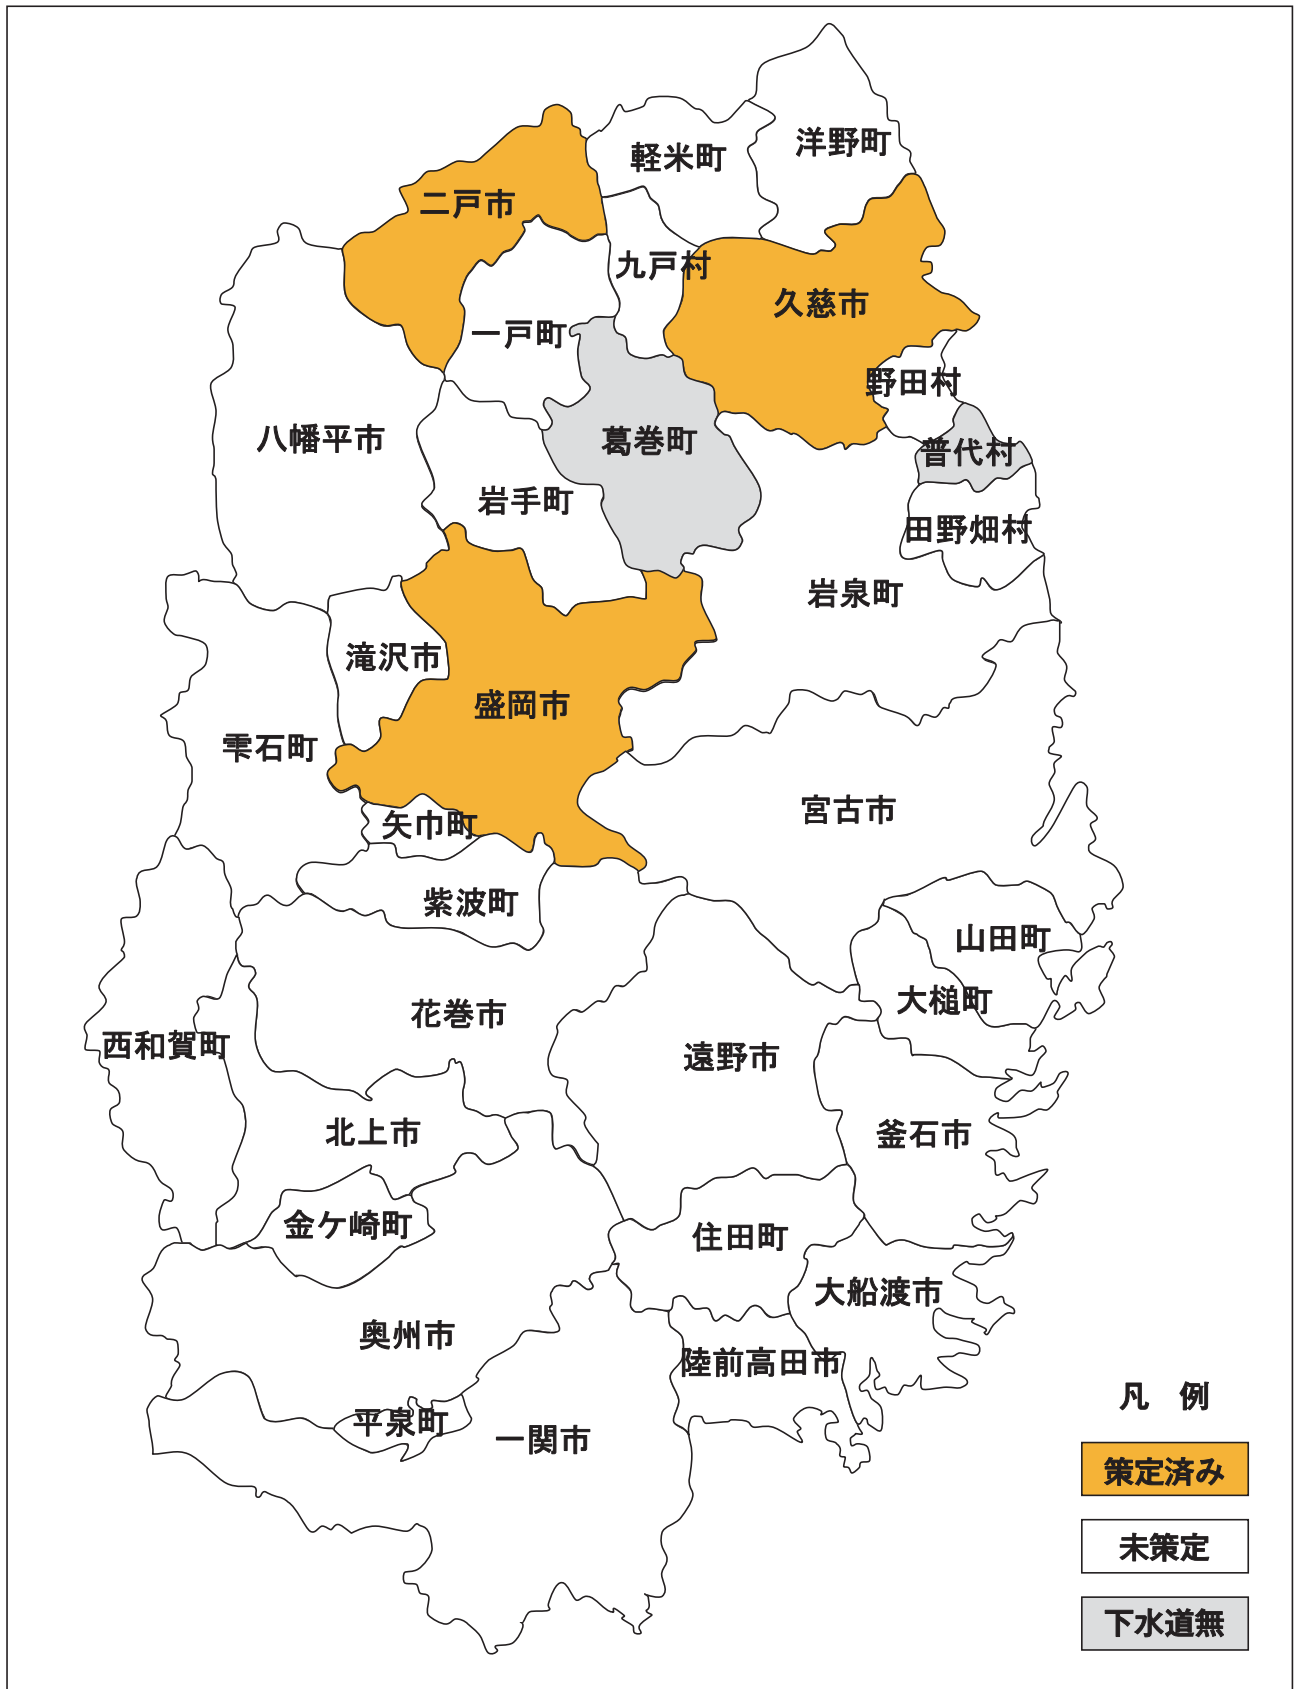 洋野町
軽米町
二戸市
九戸村
久慈市
一戸町
野田村
八幡平市
葛巻町
普代村
岩手町
田野畑村
岩泉町
滝沢市
盛岡市
雫石町
宮古市
矢巾町
紫波町
山田町
大槌町
花巻市
西和賀町
遠野市
北上市
釜石市
金ケ崎町
住田町
大船渡市
奥州市
陸前高田市
平泉町
一関市
凡 例
策定済み
未策定
下水道無